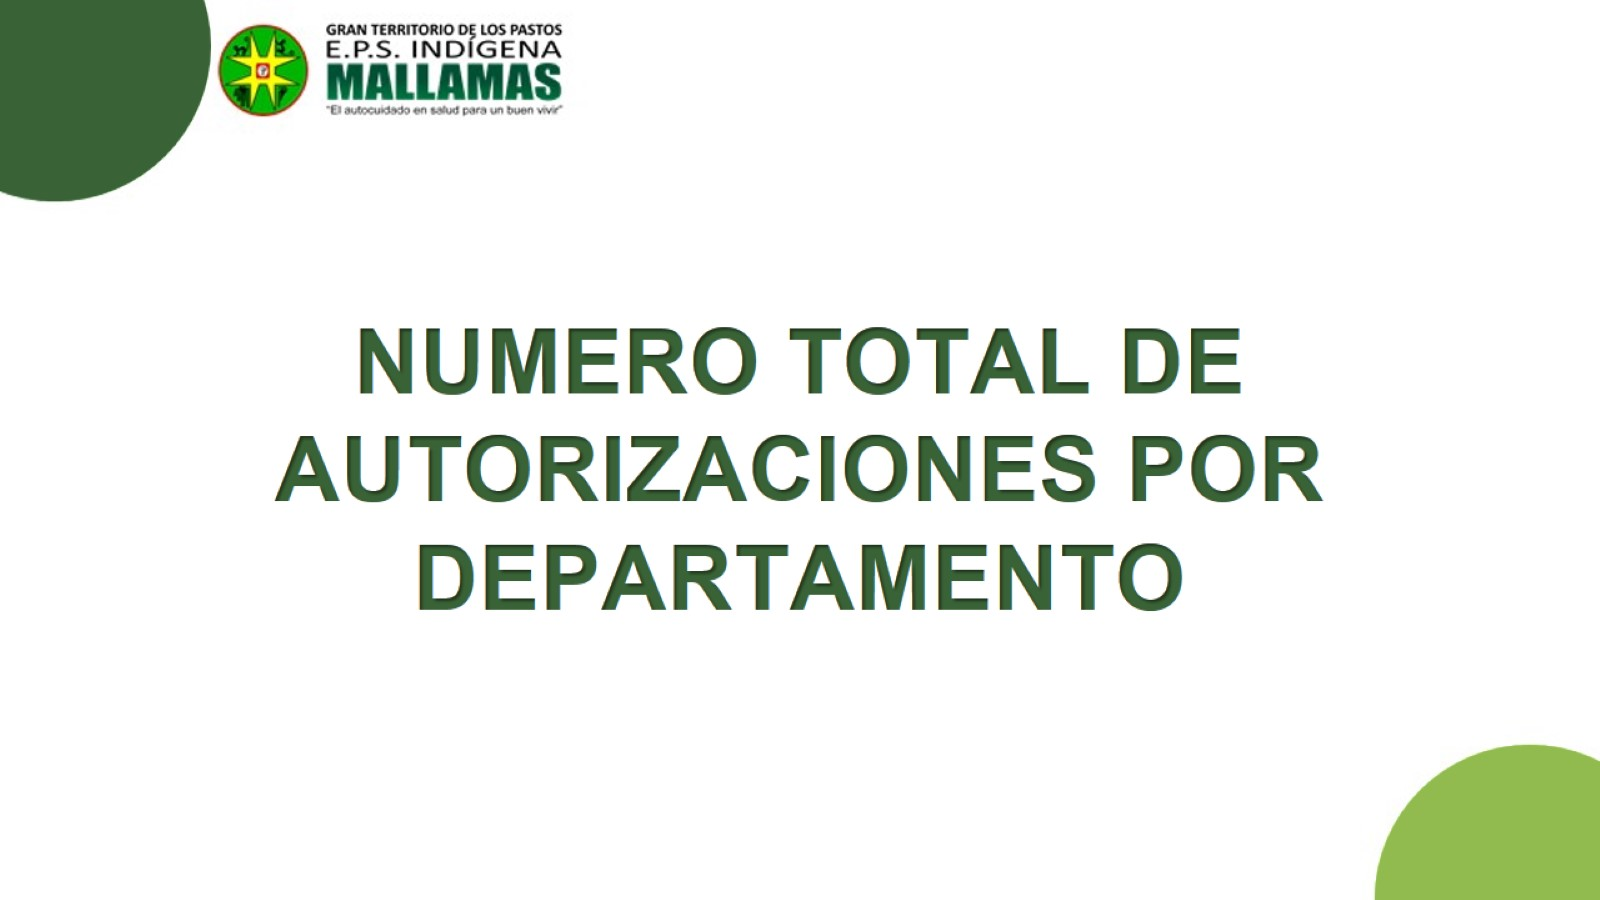 GRAN TERRITORIO DE LOS PASTOS
E.P.S. INDÍGENA
MALLAMAS
"El autocuidado en salud para un buen vivir"
NUMERO TOTAL DE
AUTORIZACIONES POR
DEPARTAMENTO